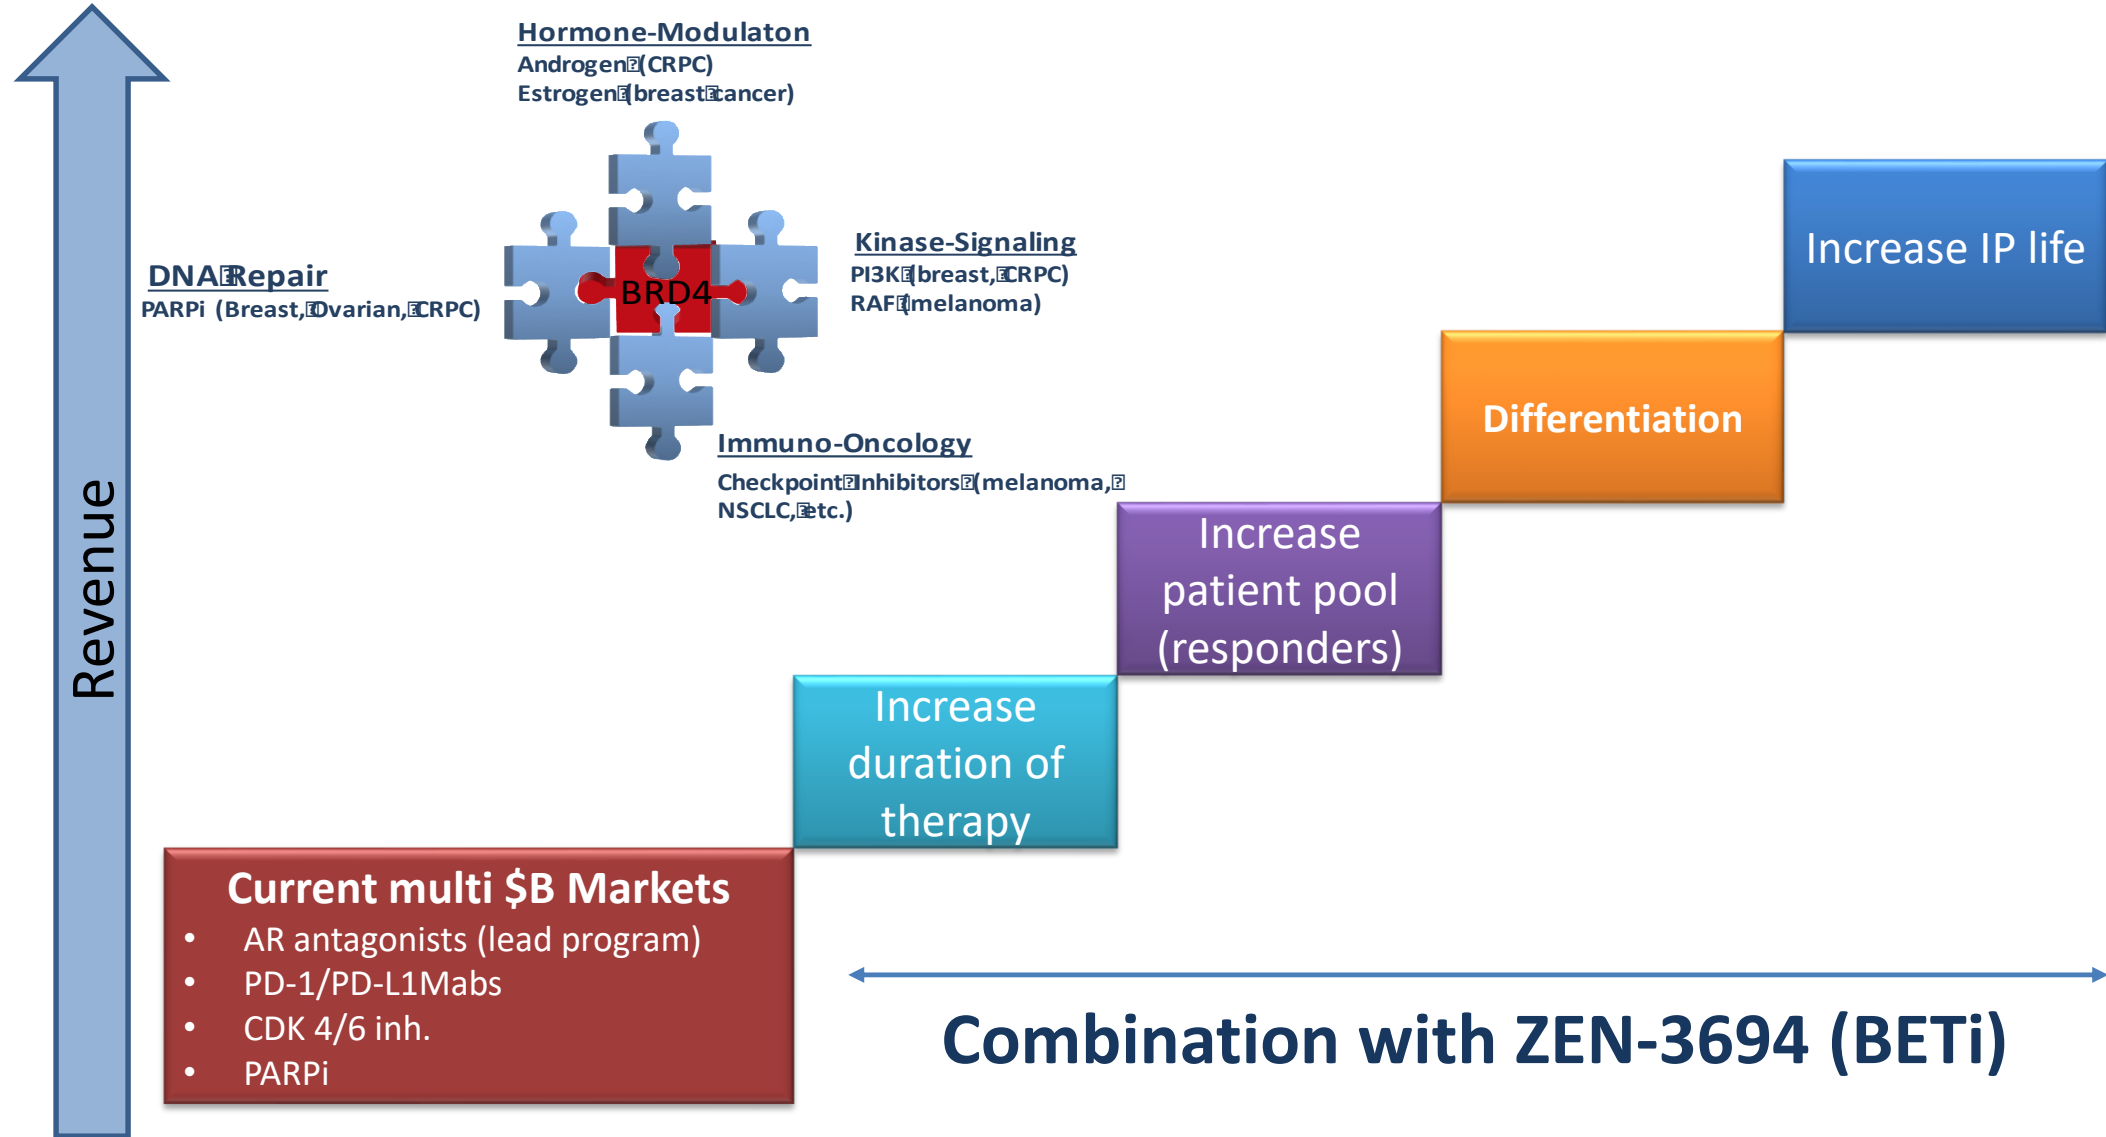 Hormone-Modulaton
Androgen (CRPC)
Estrogen (breast cancer)
DNA Repair
PARPi (Breast, Ovarian, CRPC)
BRD4
Kinase-Signaling
PI3K (breast, CRPC)
RAF (melanoma)
Immuno-Oncology
Checkpoint Inhibitors (melanoma,
NSCLC, etc.)
Revenue
Increase IP life
Differentiation
Increase
patient pool
(responders)
Increase
duration of
therapy
Current multi $B Markets
• AR antagonists (lead program)
• PD-1/PD-L1Mabs
• CDK 4/6 inh.
• PARPi
Combination with ZEN-3694 (BETi)